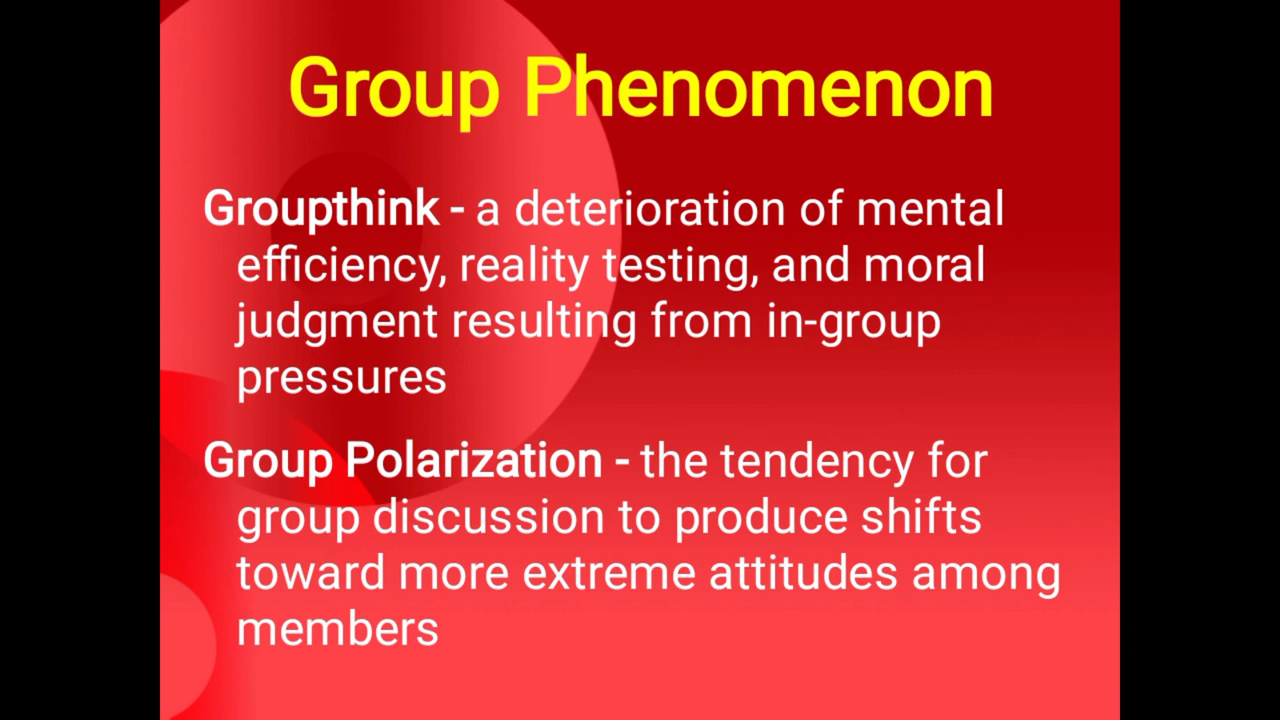 Group Phenomenon
Groupthink - a deterioration of mental
efficiency, reality testing, and moral
judgment resulting from in-group
pressures
Group Polarization - the tendency for
group discussion to produce shifts
toward more extreme attitudes among
members